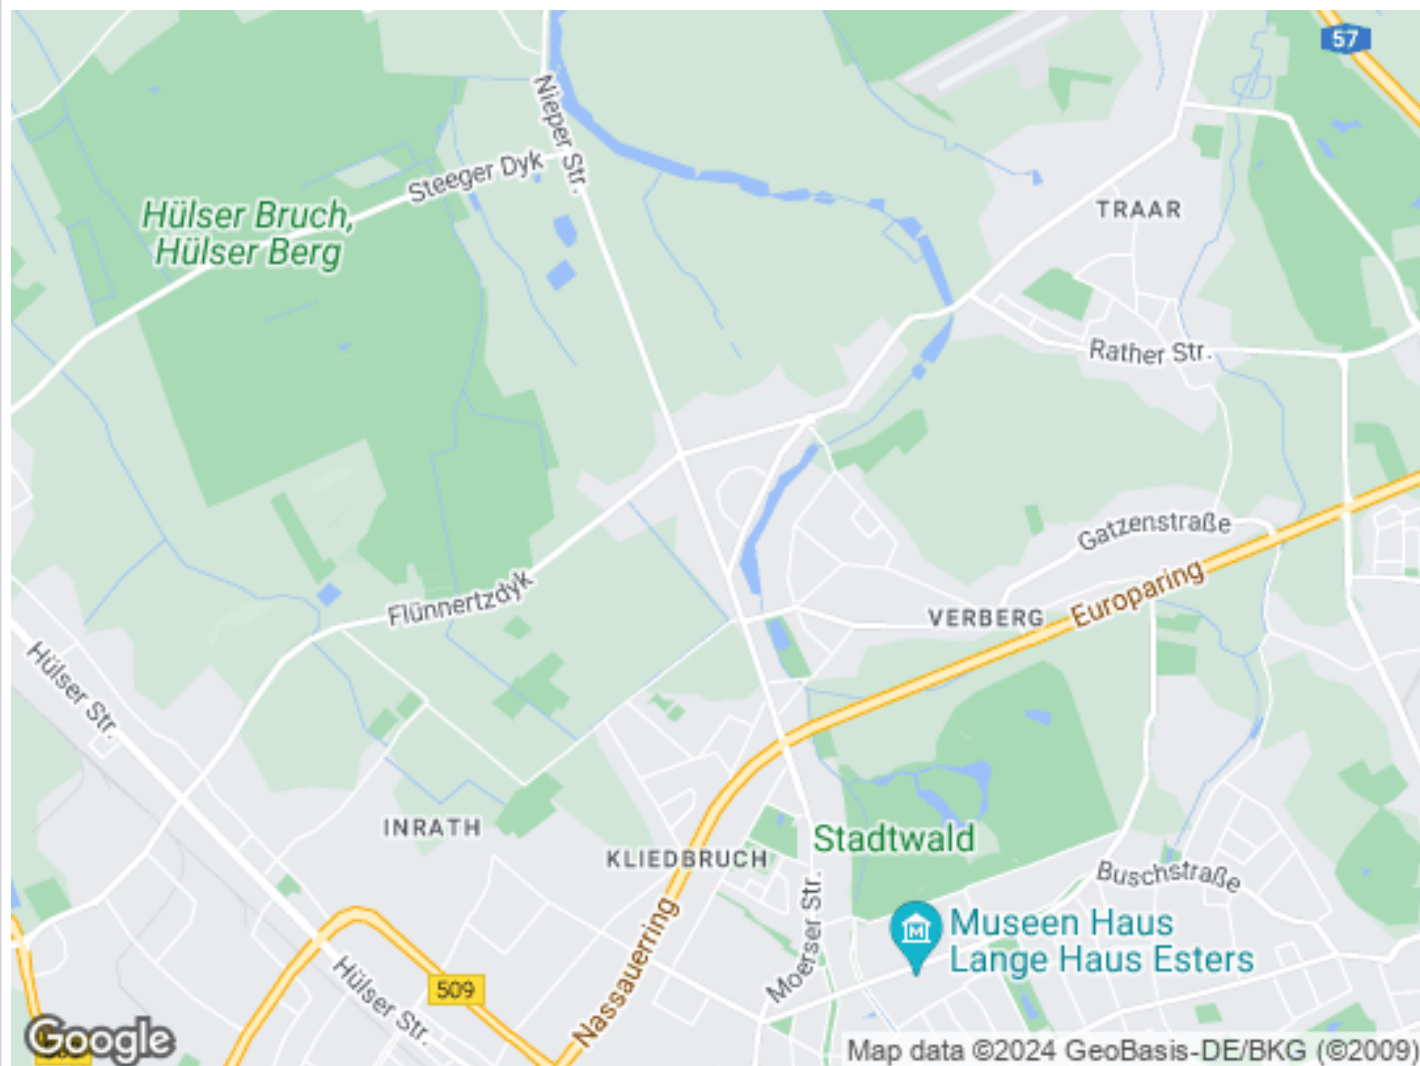 57
Nieper Str.
Steeger Dyk
Hülser Bruch,
Hülser Berg
TRAAR
Rather Str.
Gatzenstraße
Europaring
Flünnertzdyk
VERBERG
Hülser Str.
INRATH
KLIEDBRUCH
Stadtwald
Buschstraße
Moerser Str.
Museen Haus
Lange Haus Esters
Nassauerring
509
Hülser Str.
Google
Map data ©2024 GeoBasis-DE/BKG (©2009)